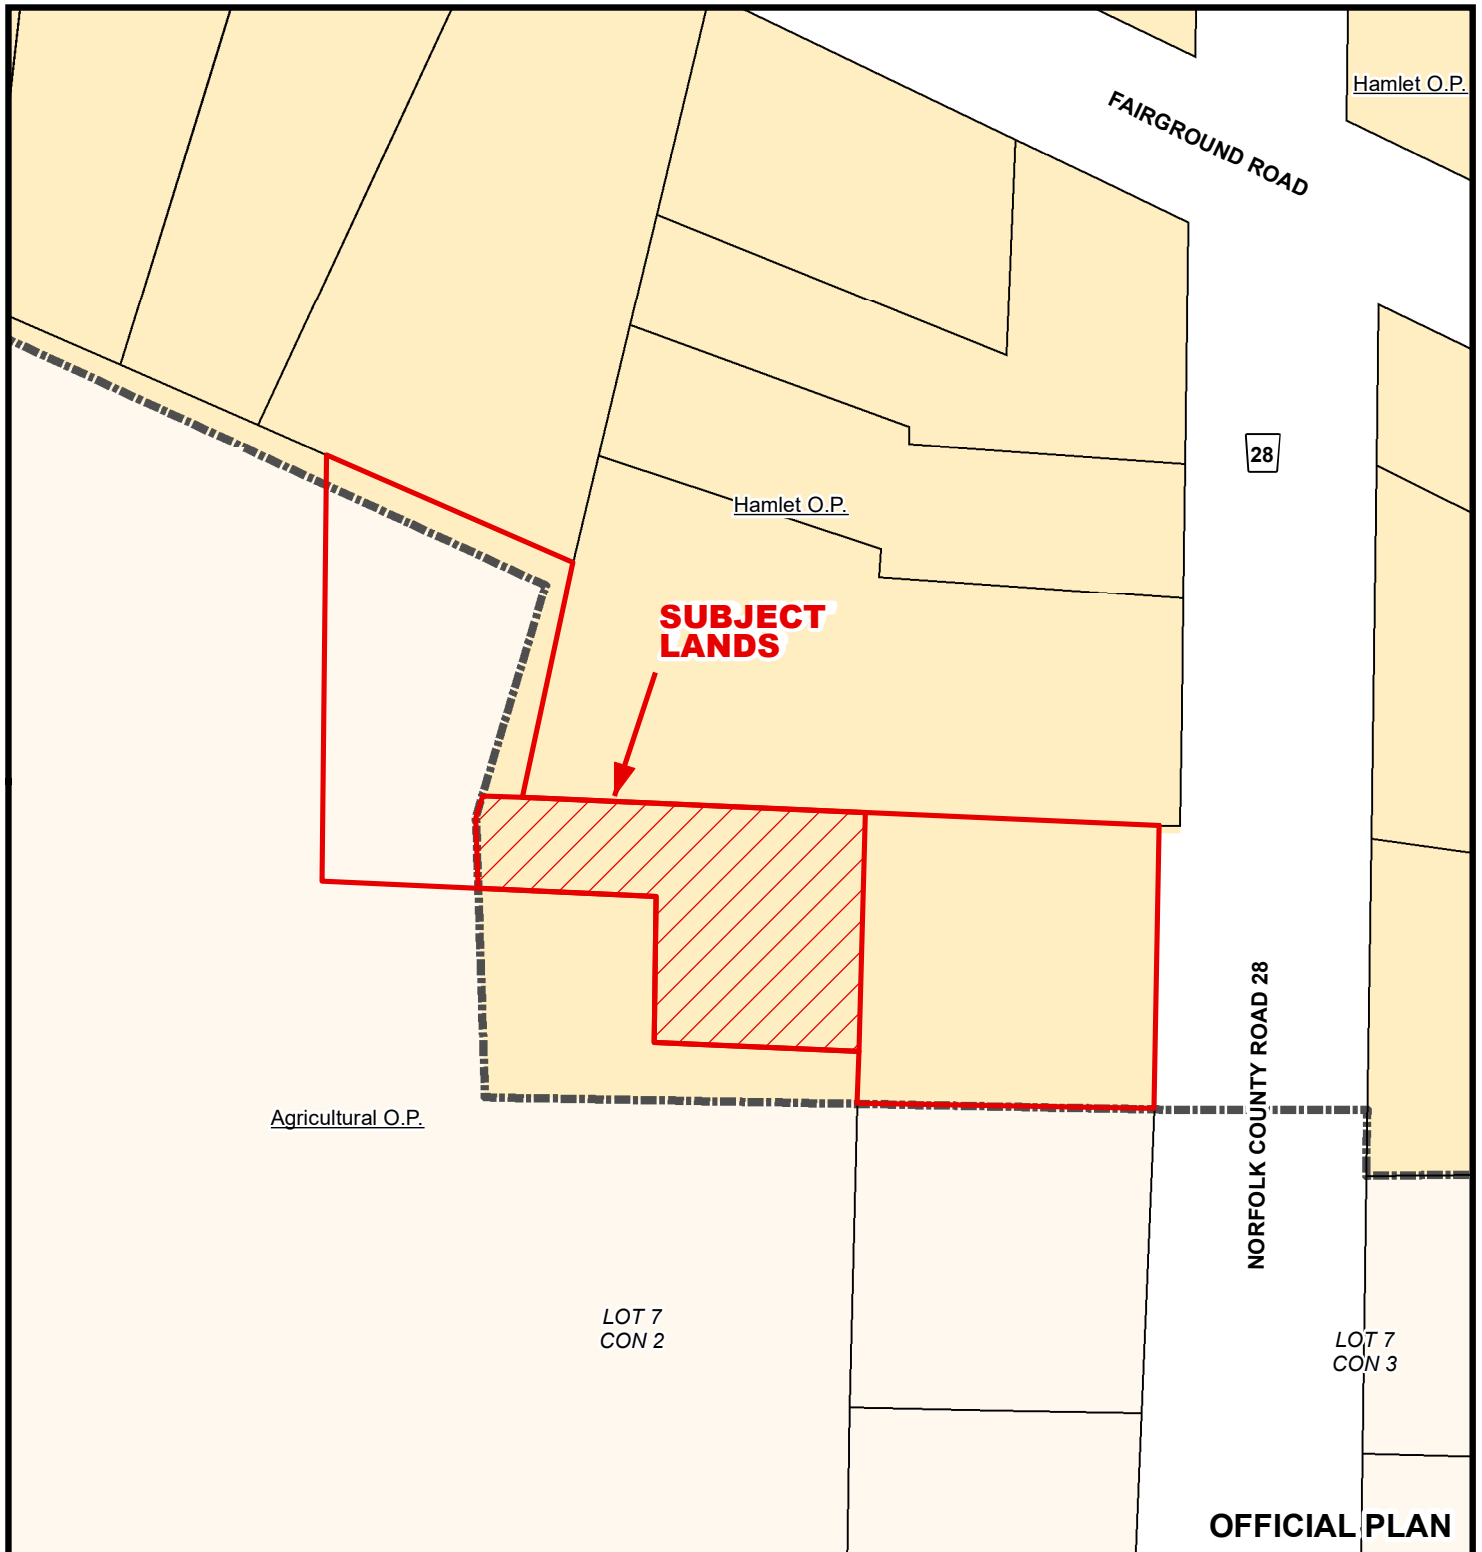 Hamlet O.P.
FAIRGROUND ROAD
28
Hamlet O.P.
SUBJECT
LANDS
NORFOLK COUNTY ROAD 28
Agricultural O.P.
LOT 7
CON 2
LOT 7
CON 3
OFFICIAL PLAN